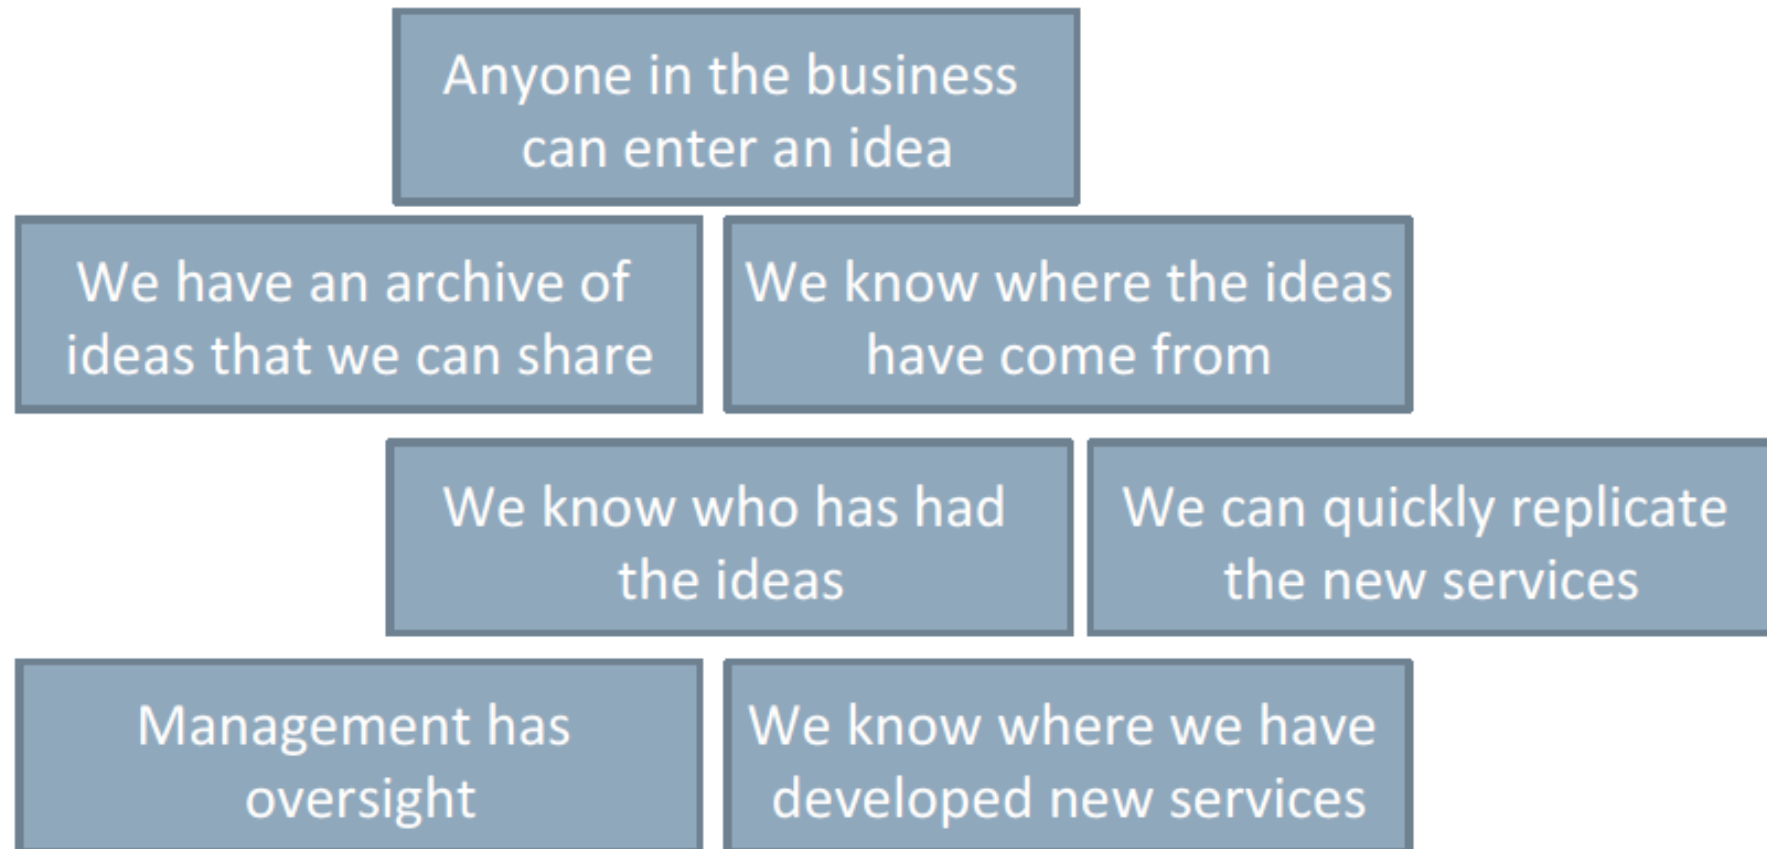 Anyone in the business
can enter an idea
We have an archive of
ideas that we can share
We know where the ideas
have come from
We know who has had
the ideas
We can quickly replicate
the new services
Management has
oversight
We know where we have
developed new services